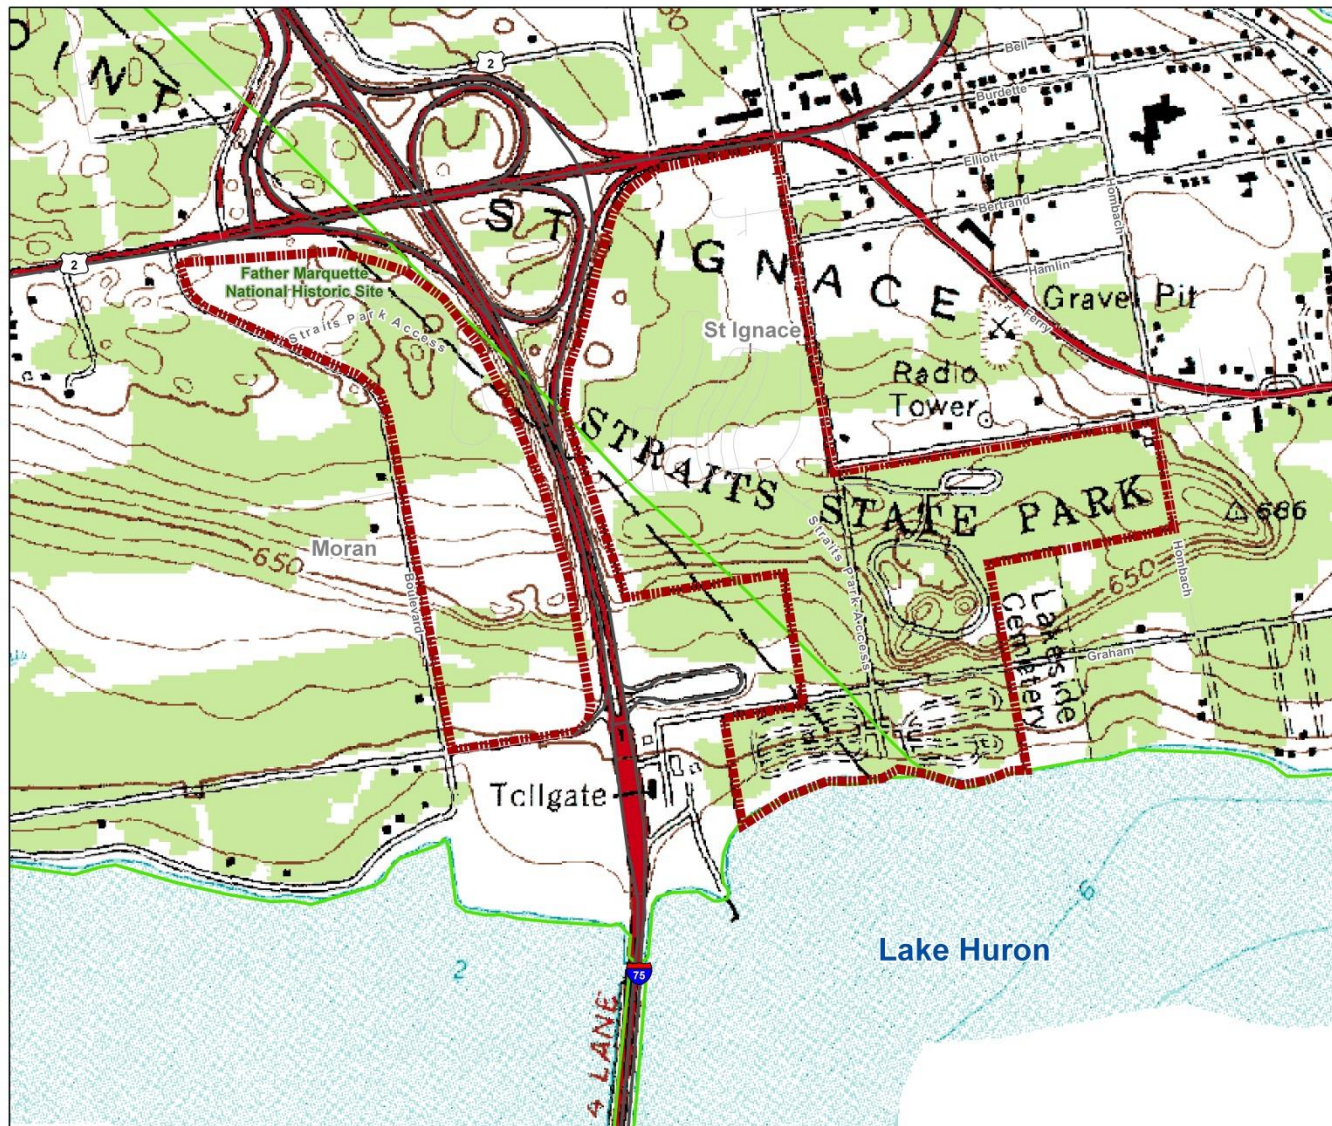 OINT
2
Bell
Burdette
Elliott
Hombach
Bertrand
ST IGNACE
2
Father Marquette
National Historic Site
Hamlin
Gravel Pit
Ferry
Straits Park Access
St Ignace
Radio
Tower
STRAITS STATE PARK
686
Moran
650
Boulevard
Straits Park Access
Hombach
650
Lakeside
Cemetery
Graham
Tollgate
6
Lake Huron
2
75
4 LANE